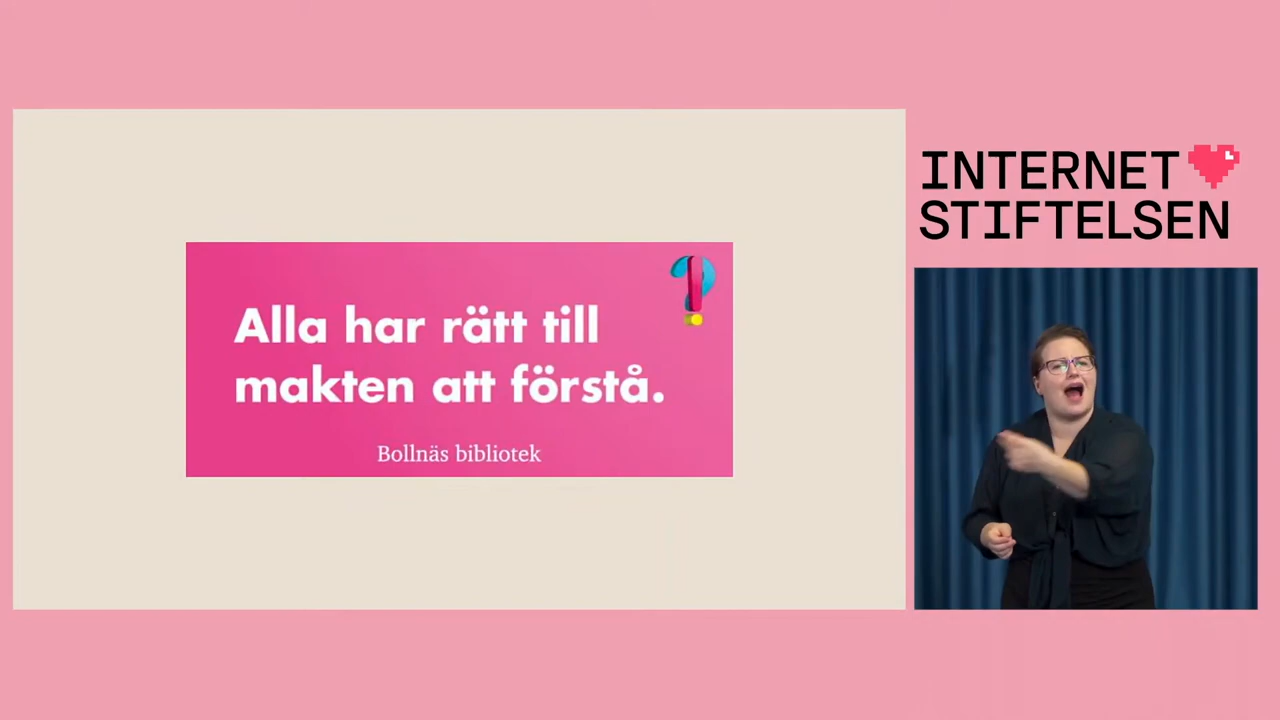 Alla har rätt till
makten att förstå.
Bollnäs bibliotek
INTERNET
STIFTELSEN